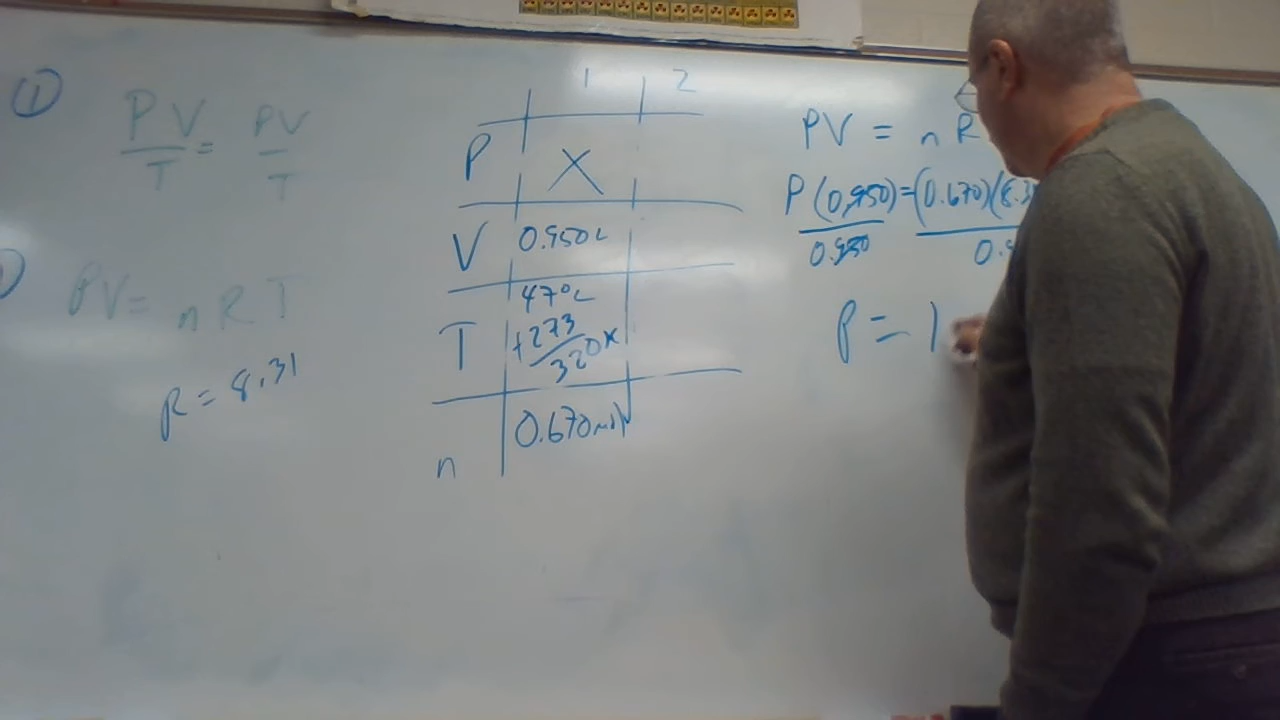 ①
PV/T = PV/T
PV = nRT
R = 8.31
1 2
P X
V 0.950L
T 47°C
+273
320K
n 0.670mol
PV = nR
P(0.950)=(0.670)(8.3
0.950
P = 1